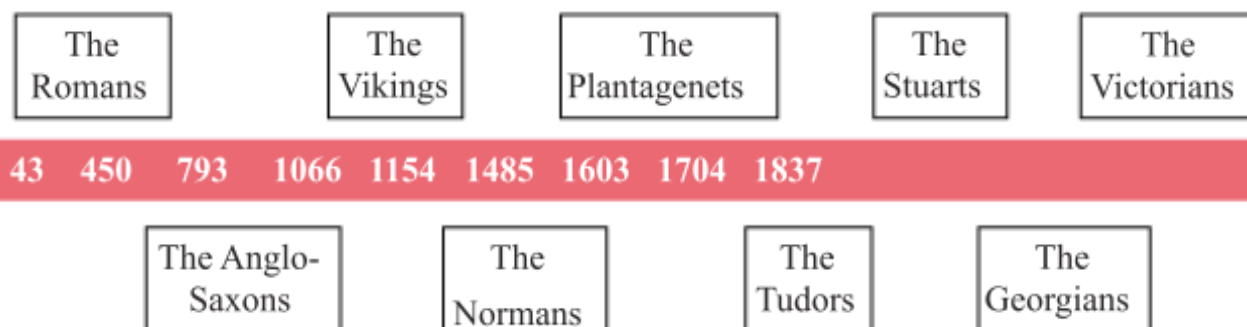 The
Romans
The
Vikings
The
Plantagenets
The
Stuarts
The
Victorians
43 450 793 1066 1154 1485 1603 1704 1837
The Anglo-
Saxons
The
Normans
The
Tudors
The
Georgians